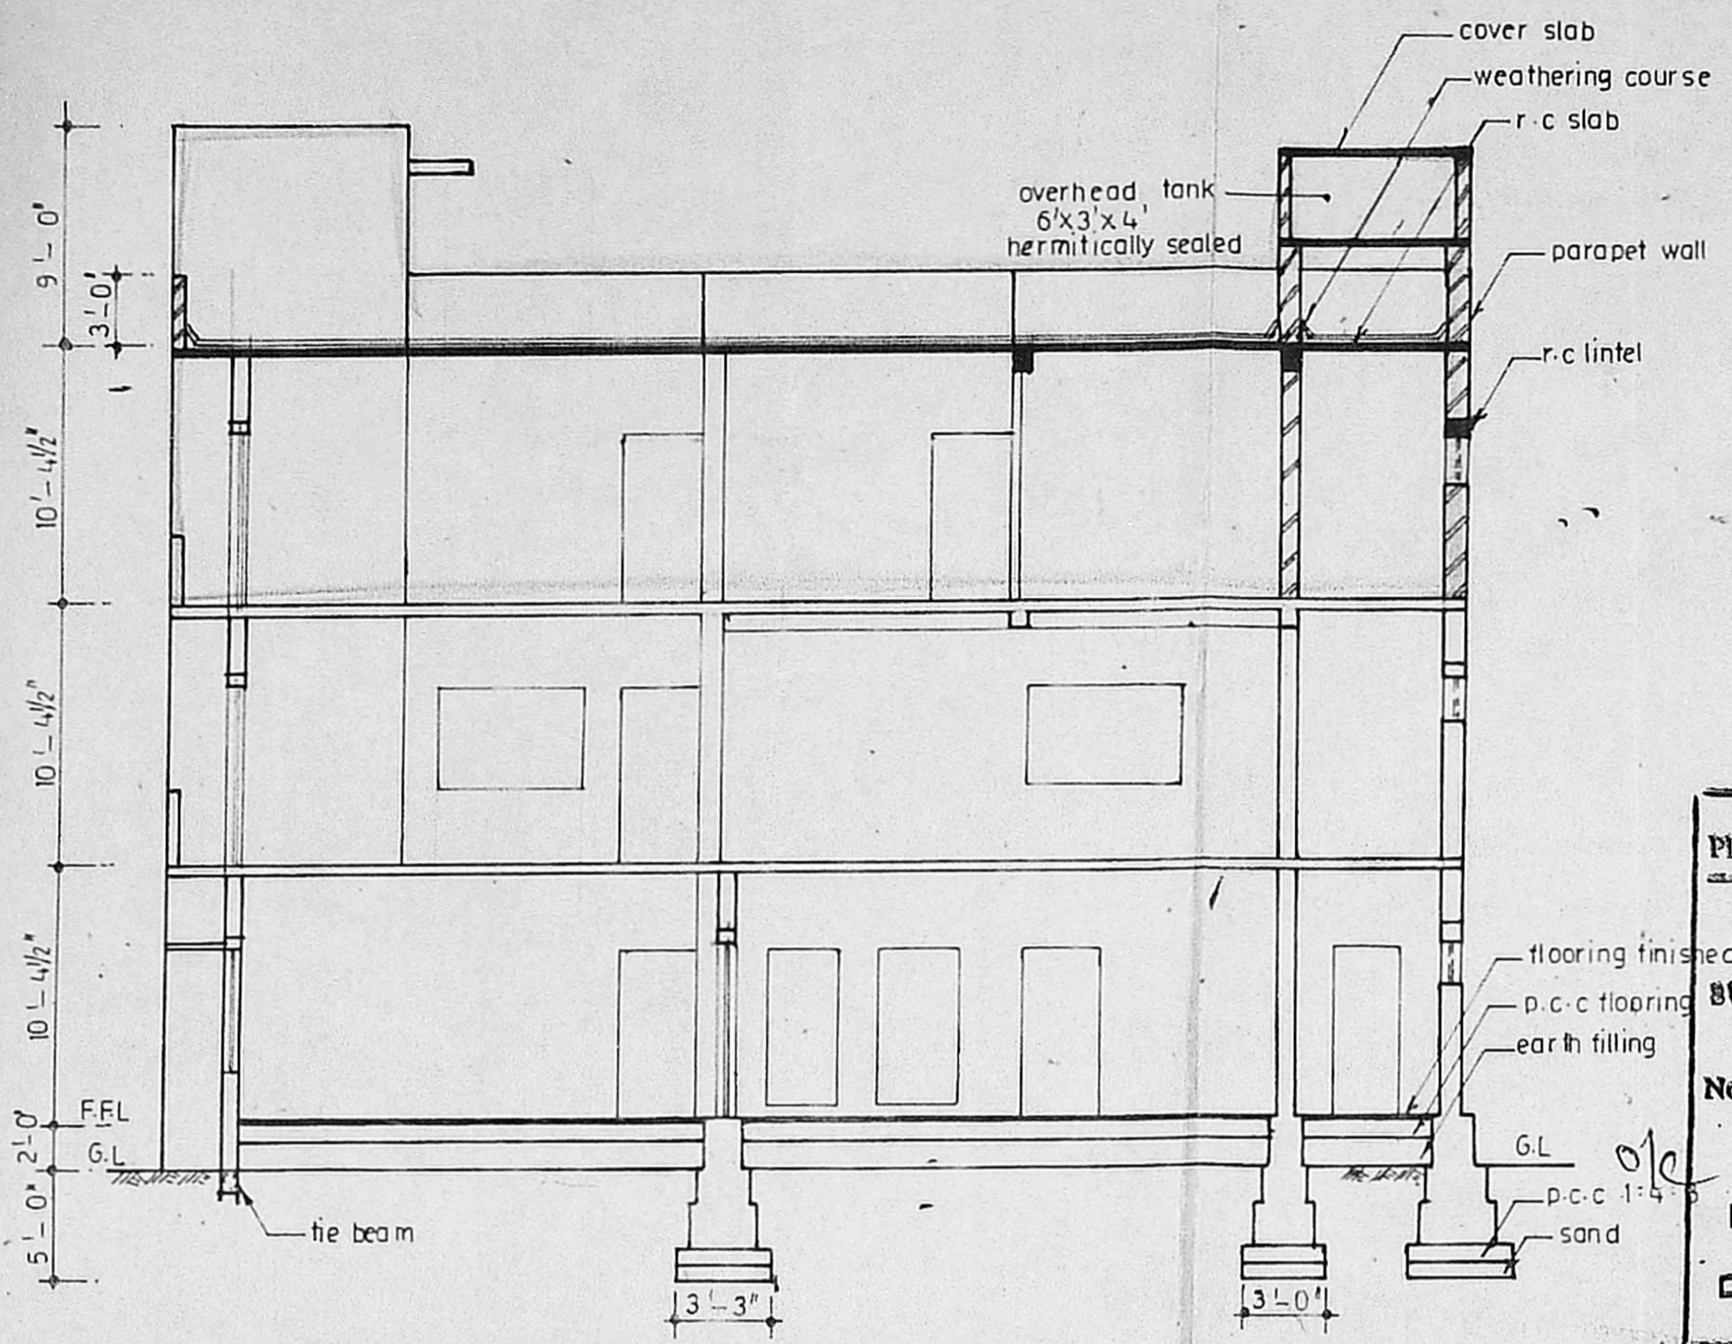 cover slab
weathering course
r.c slab
overhead tank
6'x3'x4'
hermitically sealed
parapet wall
r.c lintel
9'-0"
3'-0'
10'-4½"
10'-4½"
10'-4½"
2'-0"
5'-0"
F.F.L
G.L
flooring finished
p.c.c flooring
earth filling
G.L
p.c.c 1:4:8
sand
tie beam
3'-3"
3'-0"